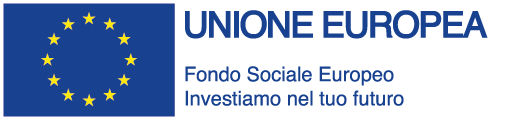 UNIONE EUROPEA
Fondo Sociale Europeo
Investiamo nel tuo futuro